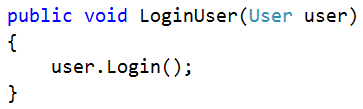 public void LoginUser(User user)
{
    user.Login();
}